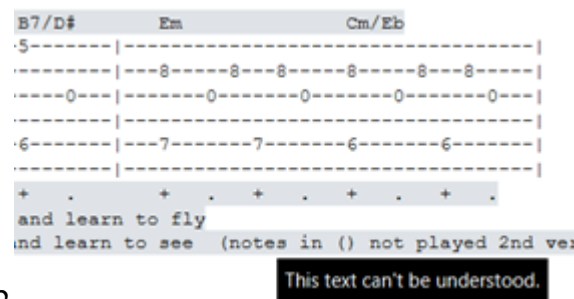 B7/D# Em Cm/Eb
-5-------|-----------------------------------|
---------|---8-----8---8-----8-----8---8-----|
----0---|-------0-------0-------0-------0---|
---------|-----------------------------------|
-6-------|---7-------7-------6-------6-------|
---------|-----------------------------------|
+ . + . + . + . + .
and learn to fly
nd learn to see (notes in () not played 2nd ver
This text can't be understood.